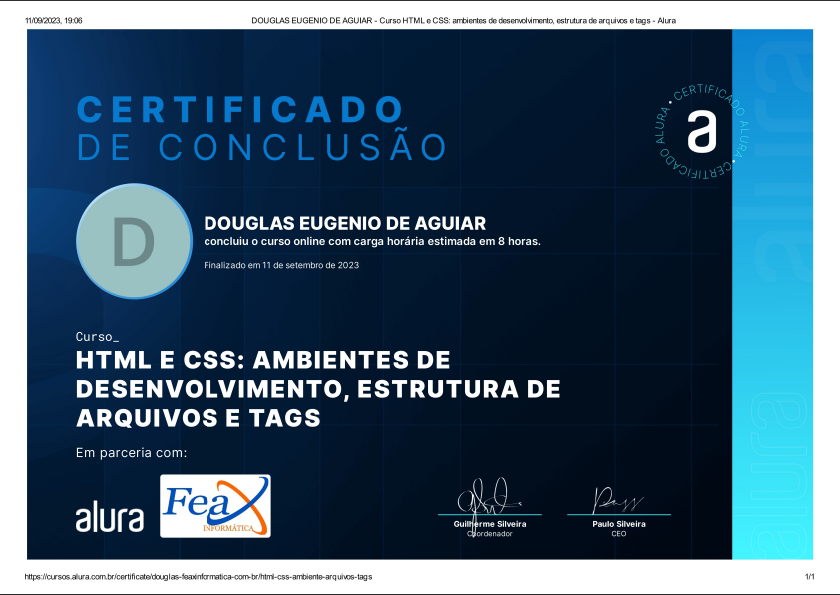 11/09/2023, 19:06
DOUGLAS EUGENIO DE AGUIAR - Curso HTML e CSS: ambientes de desenvolvimento, estrutura de arquivos e tags - Alura
CERTIFICADO
DE CONCLUSÃO
CERTIFICADO ALURA • CERTIFICADO ALURA •
a
alura
D
DOUGLAS EUGENIO DE AGUIAR
concluiu o curso online com carga horária estimada em 8 horas.
Finalizado em 11 de setembro de 2023
Curso_
HTML E CSS: AMBIENTES DE
DESENVOLVIMENTO, ESTRUTURA DE
ARQUIVOS E TAGS
Em parceria com:
alura
FeaX
INFORMÁTICA
Guilherme Silveira
Coordenador
Paulo Silveira
CEO
alura
https://cursos.alura.com.br/certificate/douglas-feaxinformatica-com-br/html-css-ambiente-arquivos-tags
1/1